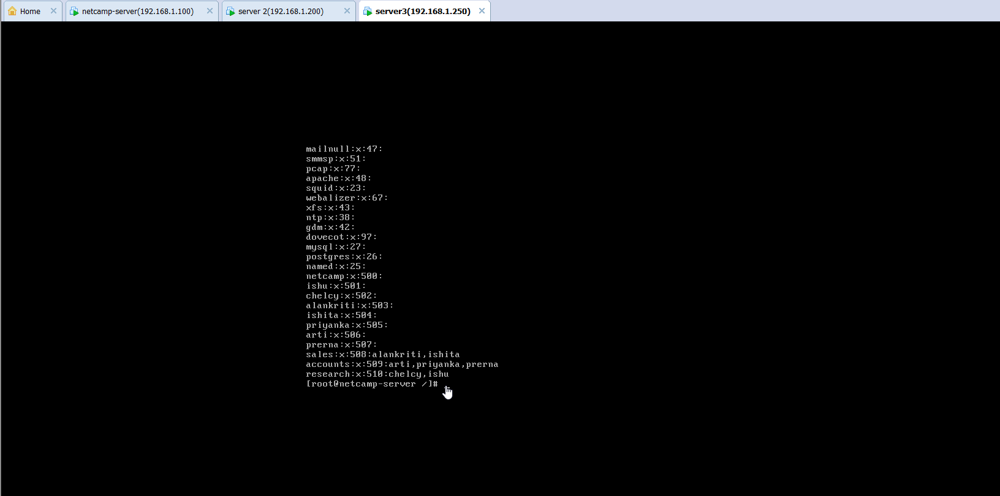 Home
netcamp-server(192.168.1.100)
server 2(192.168.1.200)
server3(192.168.1.250)
mailnull:x:47:
smmsp:x:51:
pcap:x:77:
apache:x:48:
squid:x:23:
webalizer:x:67:
xfs:x:43:
ntp:x:38:
gdm:x:42:
dovecot:x:97:
mysql:x:27:
postgres:x:26:
named:x:25:
netcamp:x:500:
ishu:x:501:
chelcy:x:502:
alankriti:x:503:
ishita:x:504:
priyanka:x:505:
arti:x:506:
prerna:x:507:
sales:x:508:alankriti,ishita
accounts:x:509:arti,priyanka,prerna
research:x:510:chelcy,ishu
[root@netcamp-server /]#